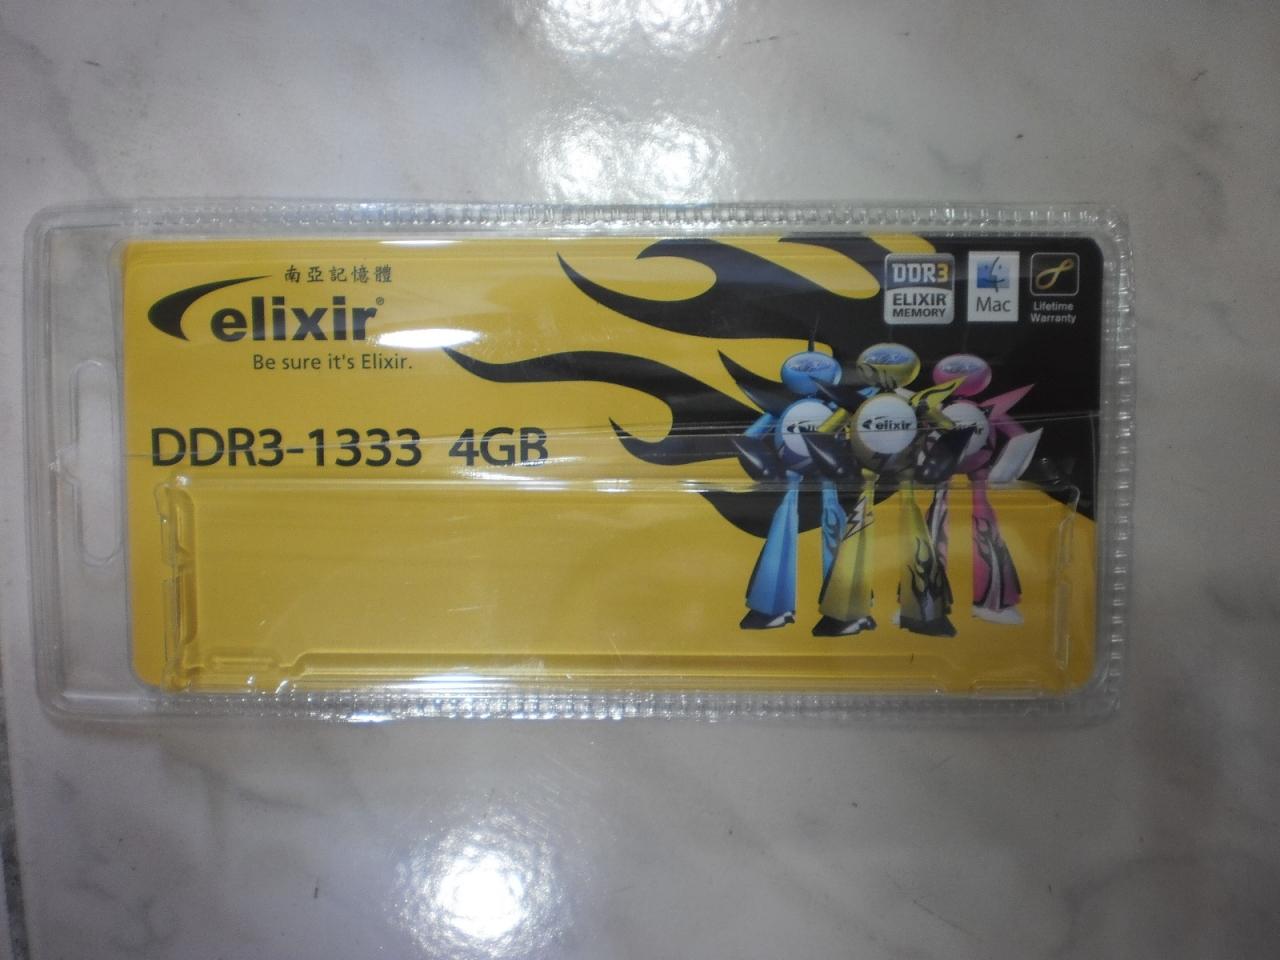 南亞記憶體
elixir®
Be sure it's Elixir.
DDR3-1333 4GB
DDR3
ELIXIR
MEMORY
Mac
Lifetime
Warranty
elixir